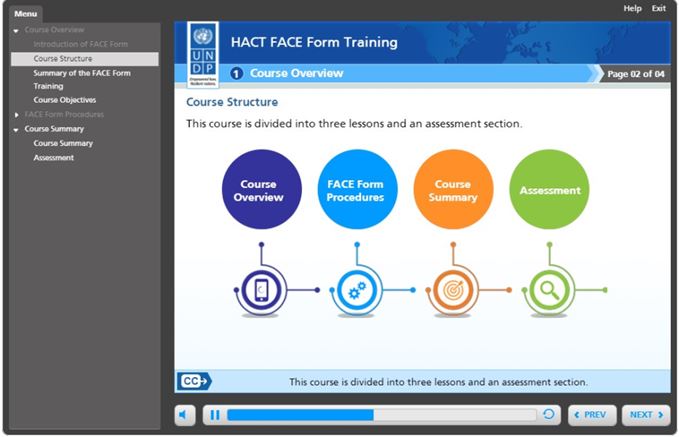 Help Exit
Menu
Course Overview
Introduction of FACE Form
Course Structure
Summary of the FACE Form
Training
Course Objectives
FACE Form Procedures
Course Summary
Course Summary
Assessment
U N
D P
Empowered lives.
Resilient nations.
HACT FACE Form Training
1 Course Overview
Page 02 of 04
Course Structure
This course is divided into three lessons and an assessment section.
Course
Overview
FACE Form
Procedures
Course
Summary
Assessment
CC
This course is divided into three lessons and an assessment section.
PREV
NEXT